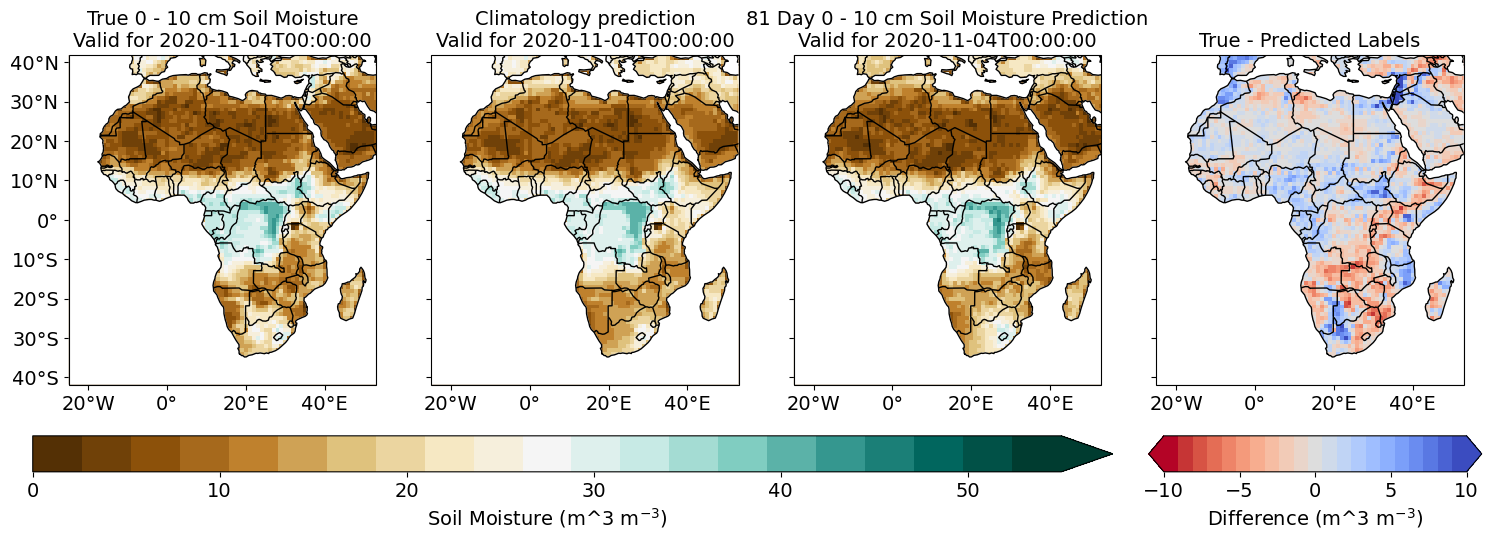 True 0 - 10 cm Soil Moisture
Valid for 2020-11-04T00:00:00
Climatology prediction
Valid for 2020-11-04T00:00:00
81 Day 0 - 10 cm Soil Moisture Prediction
Valid for 2020-11-04T00:00:00
True - Predicted Labels
40°N
30°N
20°N
10°N
0°
10°S
20°S
30°S
40°S
20°W 0° 20°E 40°E
20°W 0° 20°E 40°E
20°W 0° 20°E 40°E
20°W 0° 20°E 40°E
0 10 20 30 40 50
Soil Moisture (m^3 m⁻³)
−10 −5 0 5 10
Difference (m^3 m⁻³)